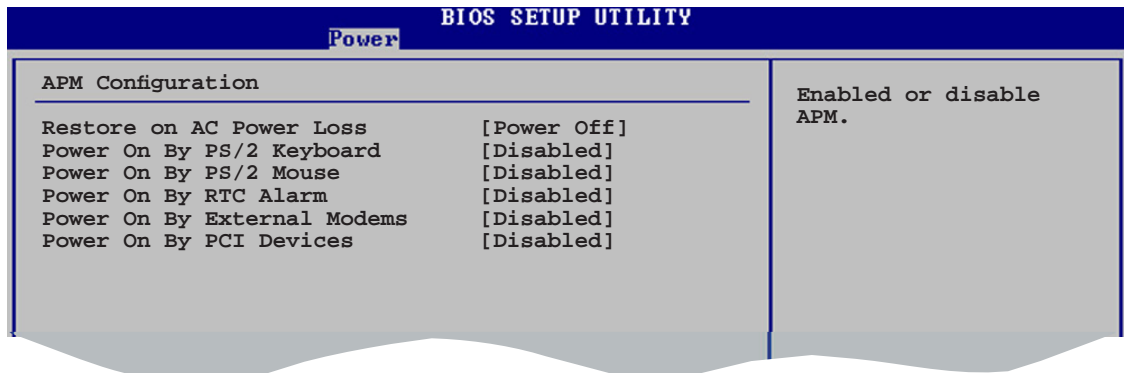 BIOS SETUP UTILITY
Power
APM Configuration
Restore on AC Power Loss [Power Off]
Power On By PS/2 Keyboard [Disabled]
Power On By PS/2 Mouse [Disabled]
Power On By RTC Alarm [Disabled]
Power On By External Modems [Disabled]
Power On By PCI Devices [Disabled]
Enabled or disable
APM.